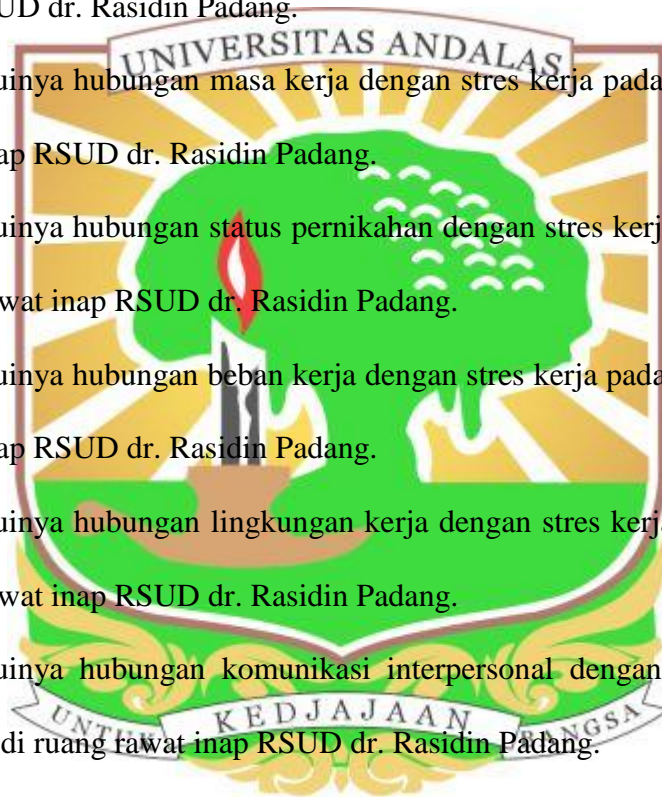 UD dr. Rasidin Padang.
UNIVERSITAS ANDALAS
uinya hubungan masa kerja dengan stres kerja pada
ap RSUD dr. Rasidin Padang.
uinya hubungan status pernikahan dengan stres kerj
wat inap RSUD dr. Rasidin Padang.
uinya hubungan beban kerja dengan stres kerja pada
ap RSUD dr. Rasidin Padang.
uinya hubungan lingkungan kerja dengan stres kerja
wat inap RSUD dr. Rasidin Padang.
uinya hubungan komunikasi interpersonal dengan
UNTUK KEDJAJAAN BANGSA
di ruang rawat inap RSUD dr. Rasidin Padang.